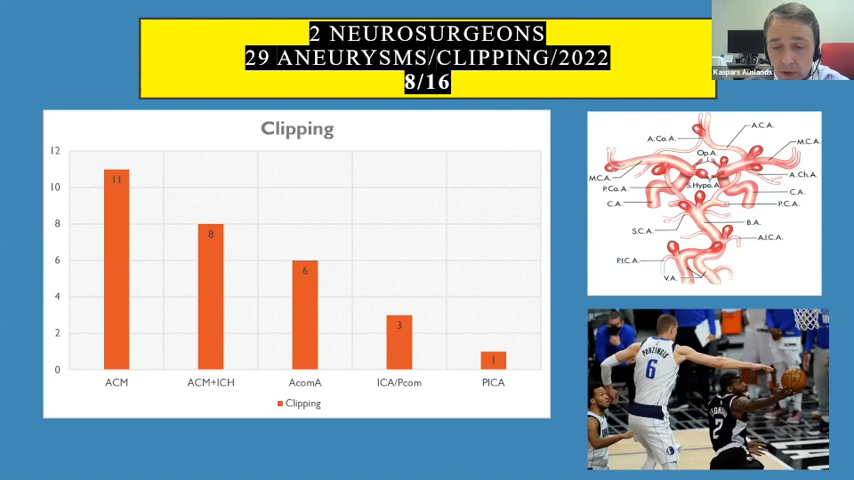 2 NEUROSURGEONS
29 ANEURYSMS/CLIPPING/2022
8/16
Kaspars Auslands
Clipping
12
10
8
6
4
2
0
11
8
6
3
1
ACM
ACM+ICH
AcomA
ICA/Pcom
PICA
Clipping
A.C.A.
A.Co.A.
M.C.A.
Op.A.
M.C.A.
A.Ch.A.
P.Co.A.
S.Hypo.A.
C.A.
C.A.
P.C.A.
B.A.
S.C.A.
A.I.C.A.
P.I.C.A.
V.A.
PORZINGIS
6
2